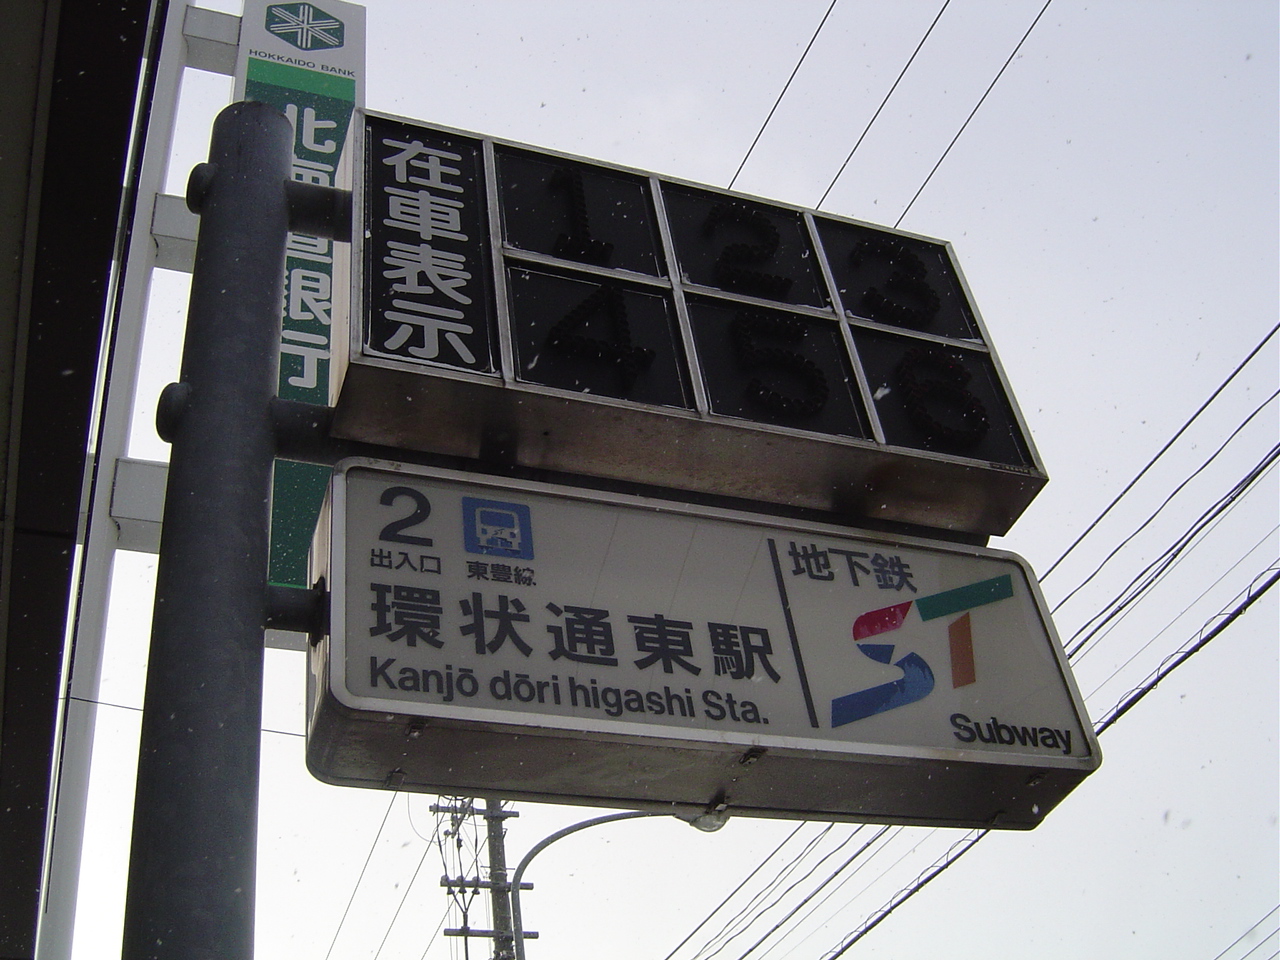 HOKKAIDO BANK
北海道銀行
在車表示
1 2 3
4 5 6
2
出入口
東豊線
環状通東駅
Kanjō dōri higashi Sta.
地下鉄
ST
Subway